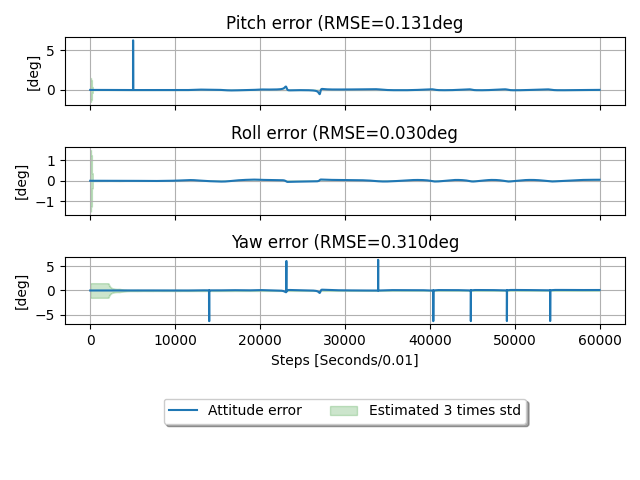 Pitch error (RMSE=0.131deg
5
0
[deg]
Roll error (RMSE=0.030deg
1
0
−1
[deg]
Yaw error (RMSE=0.310deg
5
0
−5
[deg]
0 10000 20000 30000 40000 50000 60000
Steps [Seconds/0.01]
Attitude error Estimated 3 times std